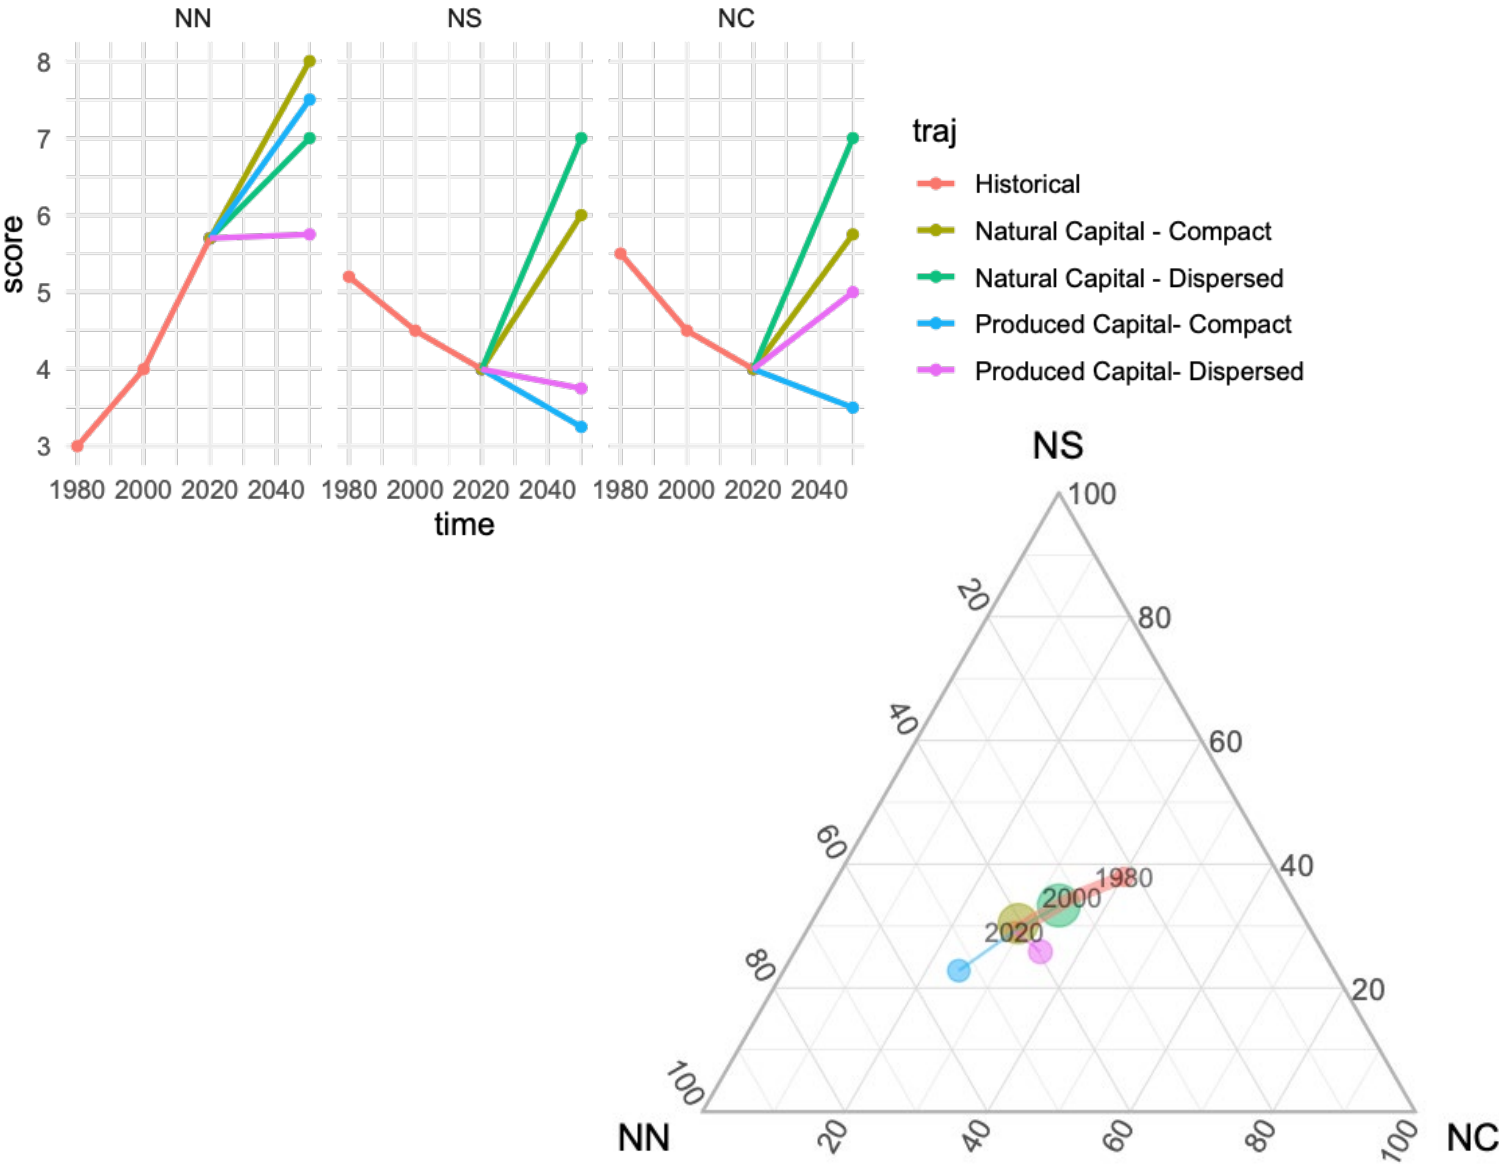 NN NS NC
8
7
6
5
4
3
score
1980 2000 2020 2040 1980 2000 2020 2040 1980 2000 2020 2040
time
traj
Historical
Natural Capital - Compact
Natural Capital - Dispersed
Produced Capital- Compact
Produced Capital- Dispersed
NS
100
20
80
40
60
60
40
1980
2000
2020
80
20
100
NN
20 40 60 80 100
NC